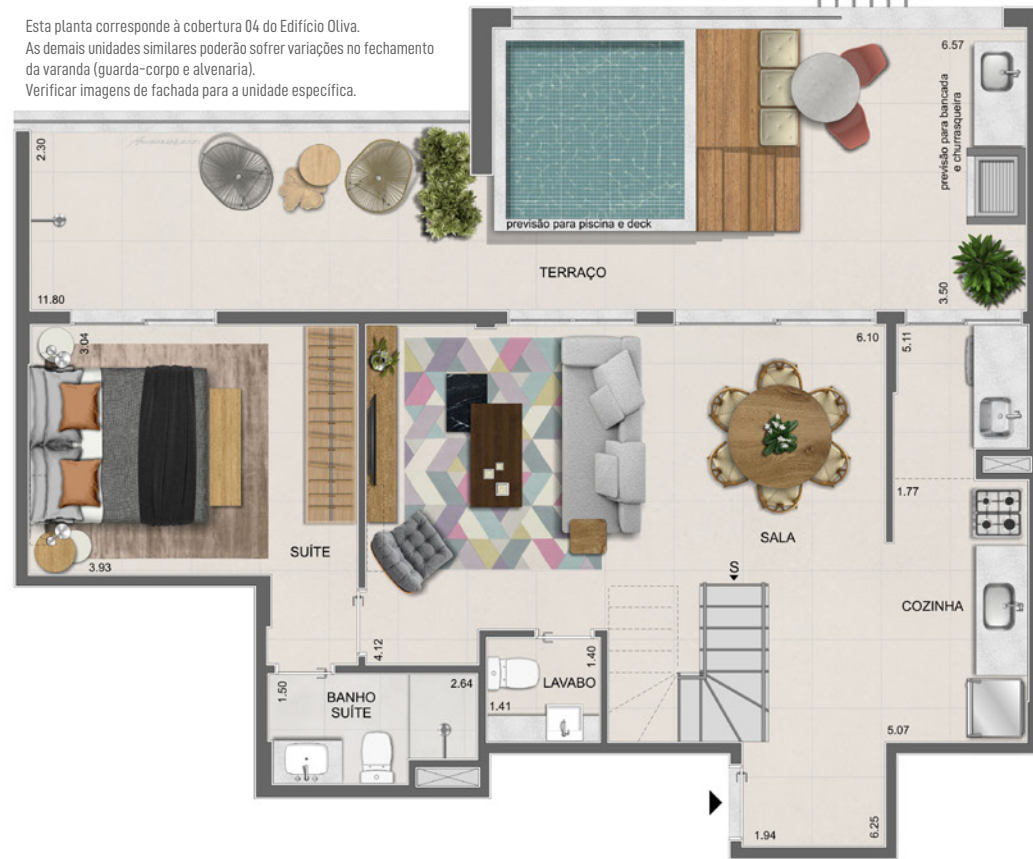 Esta planta corresponde à cobertura 04 do Edifício Oliva.
As demais unidades similares poderão sofrer variações no fechamento
da varanda (guarda-corpo e alvenaria).
Verificar imagens de fachada para a unidade específica.
6.57
previsão para bancada
e churrasqueira
2.30
previsão para piscina e deck
TERRAÇO
11.80
3.50
3.04
6.10
5.11
1.77
SUÍTE
SALA
3.93
S
COZINHA
4.12
1.40
1.50
BANHO
SUÍTE
2.64
LAVABO
1.41
5.07
1.94
6.25